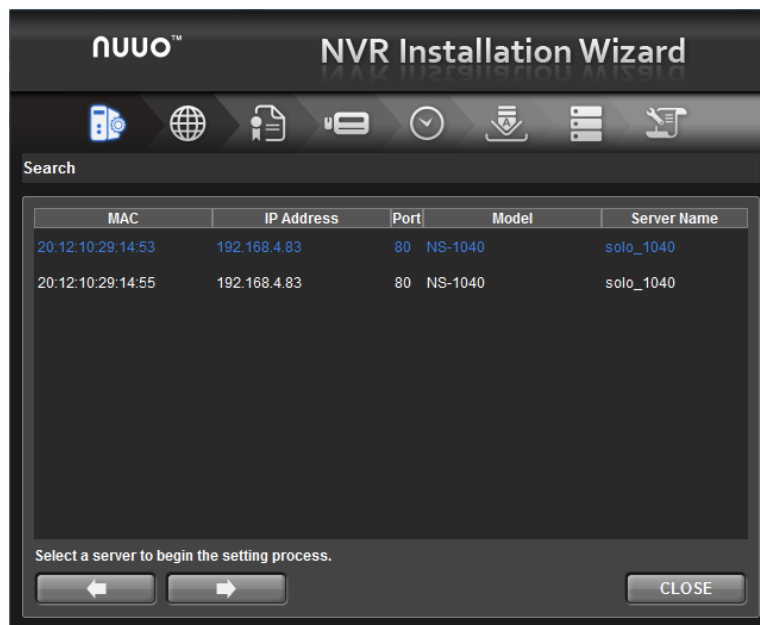 nuuo™ NVR Installation Wizard
Search
MAC IP Address Port Model Server Name
20:12:10:29:14:53 192.168.4.83 80 NS-1040 solo_1040
20:12:10:29:14:55 192.168.4.83 80 NS-1040 solo_1040
Select a server to begin the setting process.
CLOSE